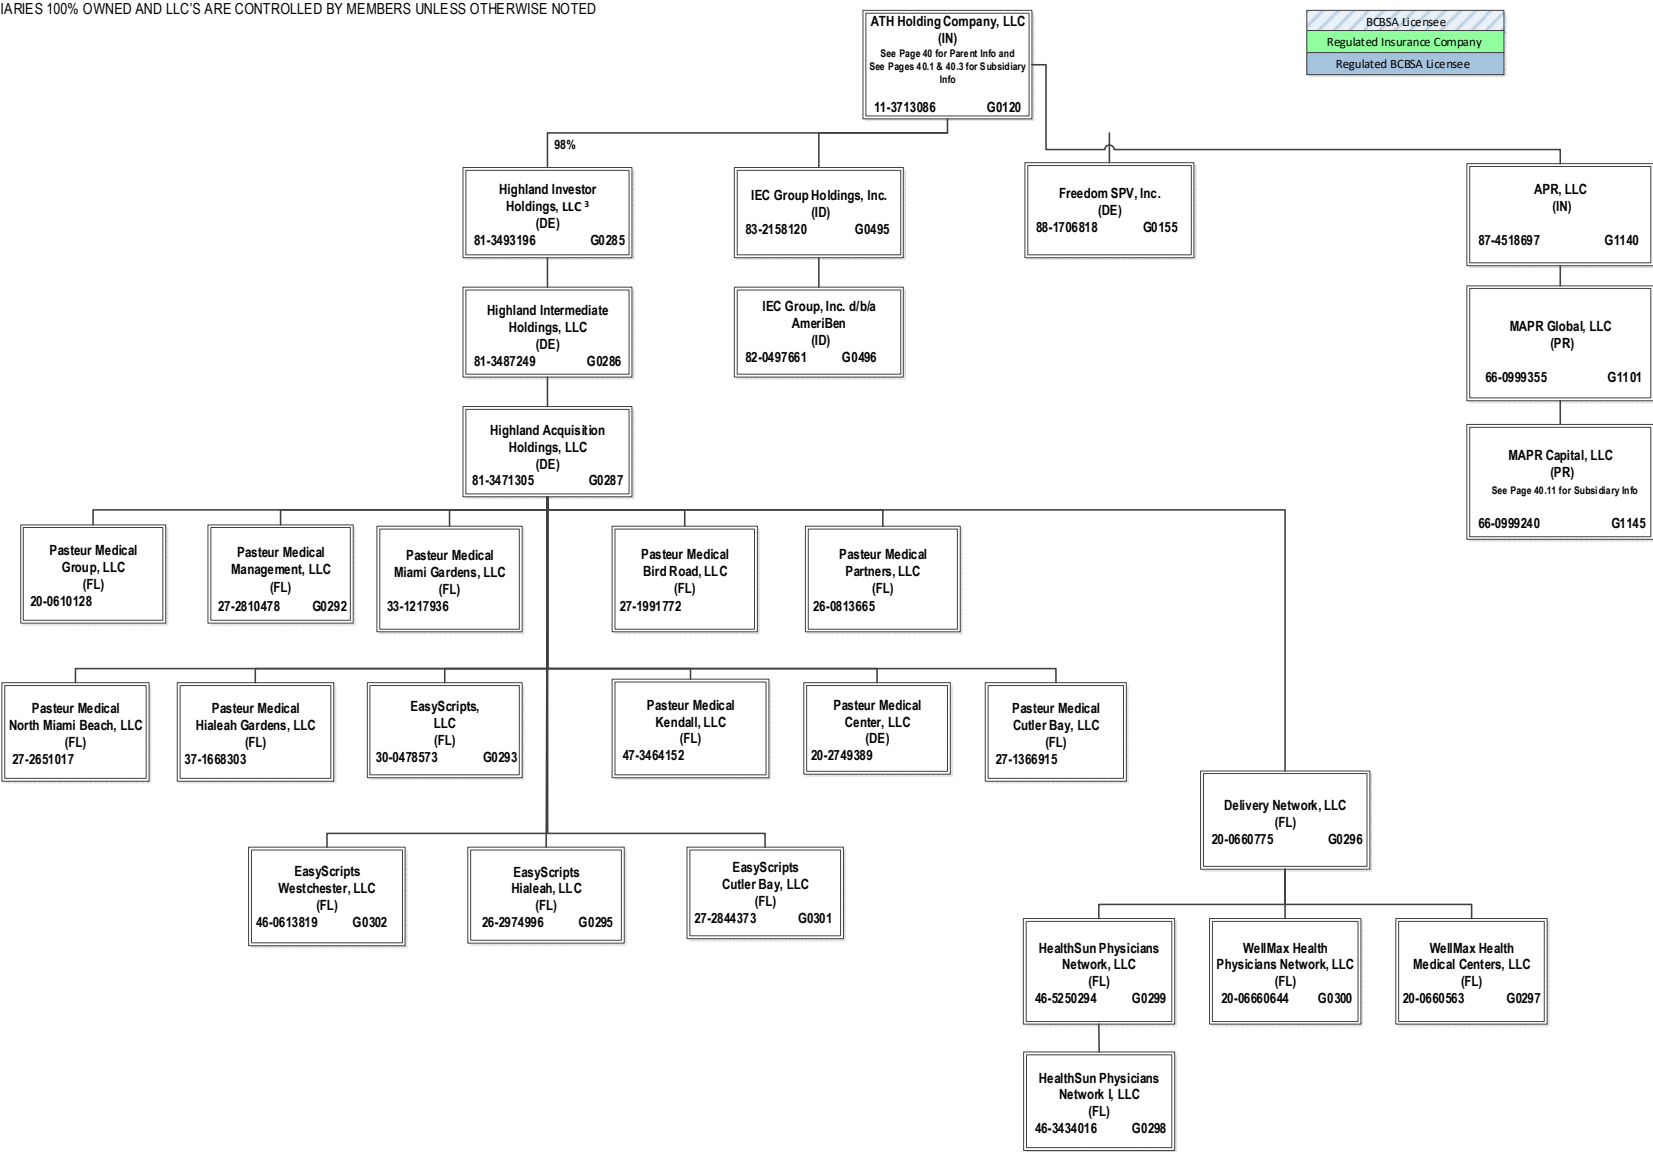 IARIES 100% OWNED AND LLC'S ARE CONTROLLED BY MEMBERS UNLESS OTHERWISE NOTED
ATH Holding Company, LLC
(IN)
See Page 40 for Parent Info and
See Pages 40.1 & 40.3 for Subsidiary
Info
11-3713086 G0120
BCBSA Licensee
Regulated Insurance Company
Regulated BCBSA Licensee
98%
Highland Investor
Holdings, LLC ³
(DE)
81-3493196 G0285
IEC Group Holdings, Inc.
(ID)
83-2158120 G0495
Freedom SPV, Inc.
(DE)
88-1706818 G0155
APR, LLC
(IN)
87-4518697 G1140
Highland Intermediate
Holdings, LLC
(DE)
81-3487249 G0286
IEC Group, Inc. d/b/a
AmeriBen
(ID)
82-0497661 G0496
MAPR Global, LLC
(PR)
66-0999355 G1101
Highland Acquisition
Holdings, LLC
(DE)
81-3471305 G0287
MAPR Capital, LLC
(PR)
See Page 40.11 for Subsidiary Info
66-0999240 G1145
Pasteur Medical
Group, LLC
(FL)
20-0610128
Pasteur Medical
Management, LLC
(FL)
27-2810478 G0292
Pasteur Medical
Miami Gardens, LLC
(FL)
33-1217936
Pasteur Medical
Bird Road, LLC
(FL)
27-1991772
Pasteur Medical
Partners, LLC
(FL)
26-0813665
Pasteur Medical
North Miami Beach, LLC
(FL)
27-2651017
Pasteur Medical
Hialeah Gardens, LLC
(FL)
37-1668303
EasyScripts,
LLC
(FL)
30-0478573 G0293
Pasteur Medical
Kendall, LLC
(FL)
47-3464152
Pasteur Medical
Center, LLC
(DE)
20-2749389
Pasteur Medical
Cutler Bay, LLC
(FL)
27-1366915
Delivery Network, LLC
(FL)
20-0660775 G0296
EasyScripts
Westchester, LLC
(FL)
46-0613819 G0302
EasyScripts
Hialeah, LLC
(FL)
26-2974996 G0295
EasyScripts
Cutler Bay, LLC
(FL)
27-2844373 G0301
HealthSun Physicians
Network, LLC
(FL)
46-5250294 G0299
WellMax Health
Physicians Network, LLC
(FL)
20-06660644 G0300
WellMax Health
Medical Centers, LLC
(FL)
20-0660563 G0297
HealthSun Physicians
Network I, LLC
(FL)
46-3434016 G0298